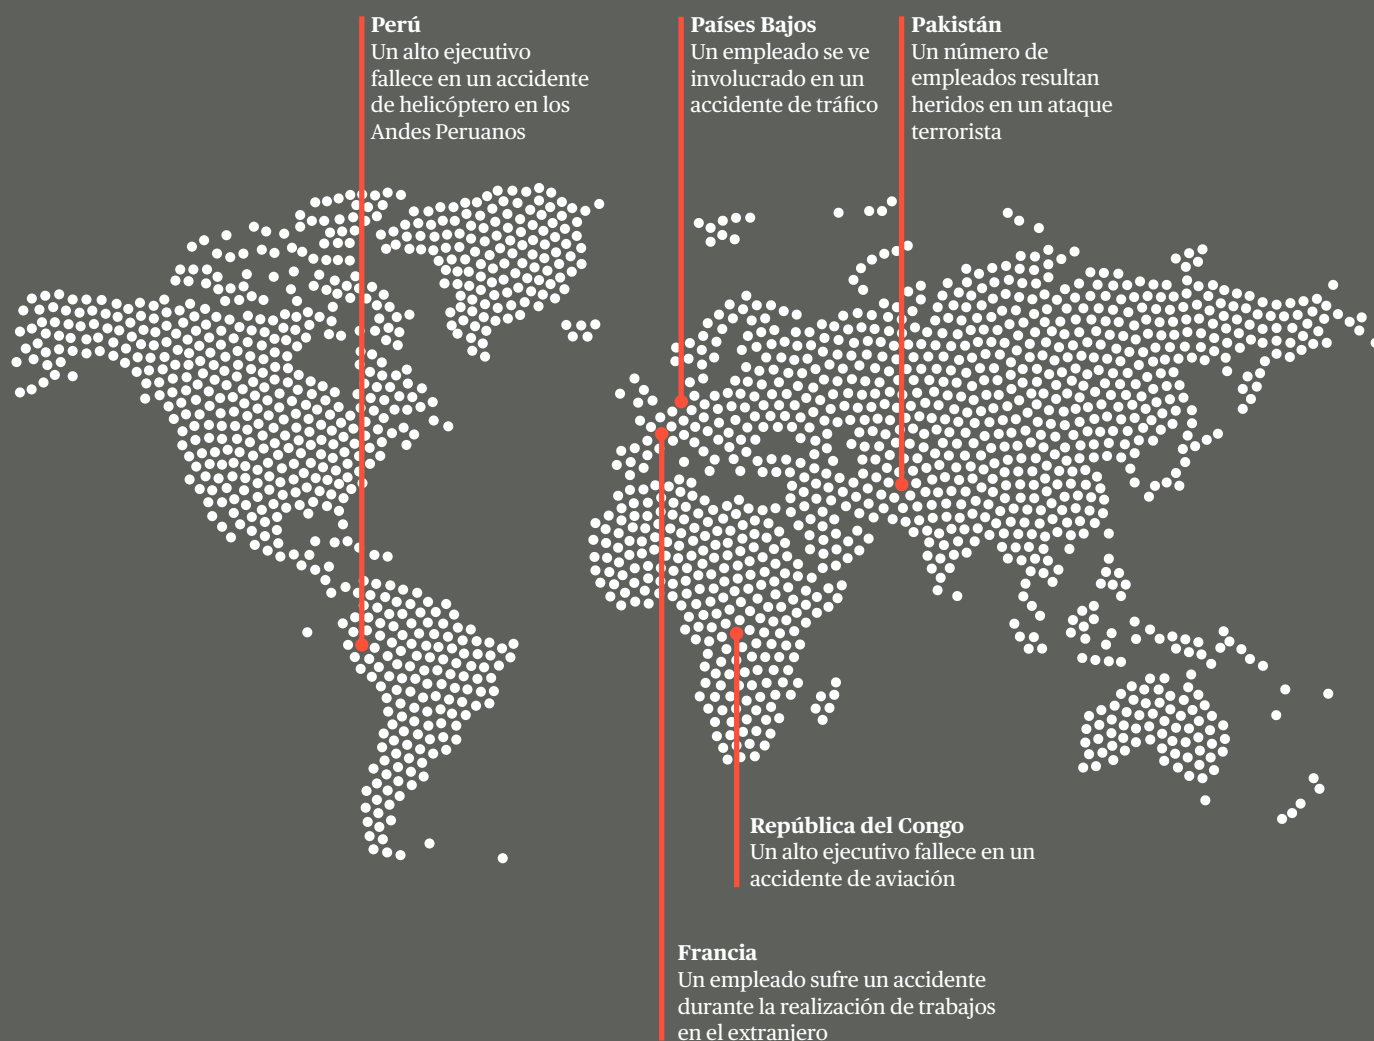 Perú
Un alto ejecutivo
fallece en un accidente
de helicóptero en los
Andes Peruanos
Países Bajos
Un empleado se ve
involucrado en un
accidente de tráfico
Pakistán
Un número de
empleados resultan
heridos en un ataque
terrorista
República del Congo
Un alto ejecutivo fallece en un
accidente de aviación
Francia
Un empleado sufre un accidente
durante la realización de trabajos
en el extranjero